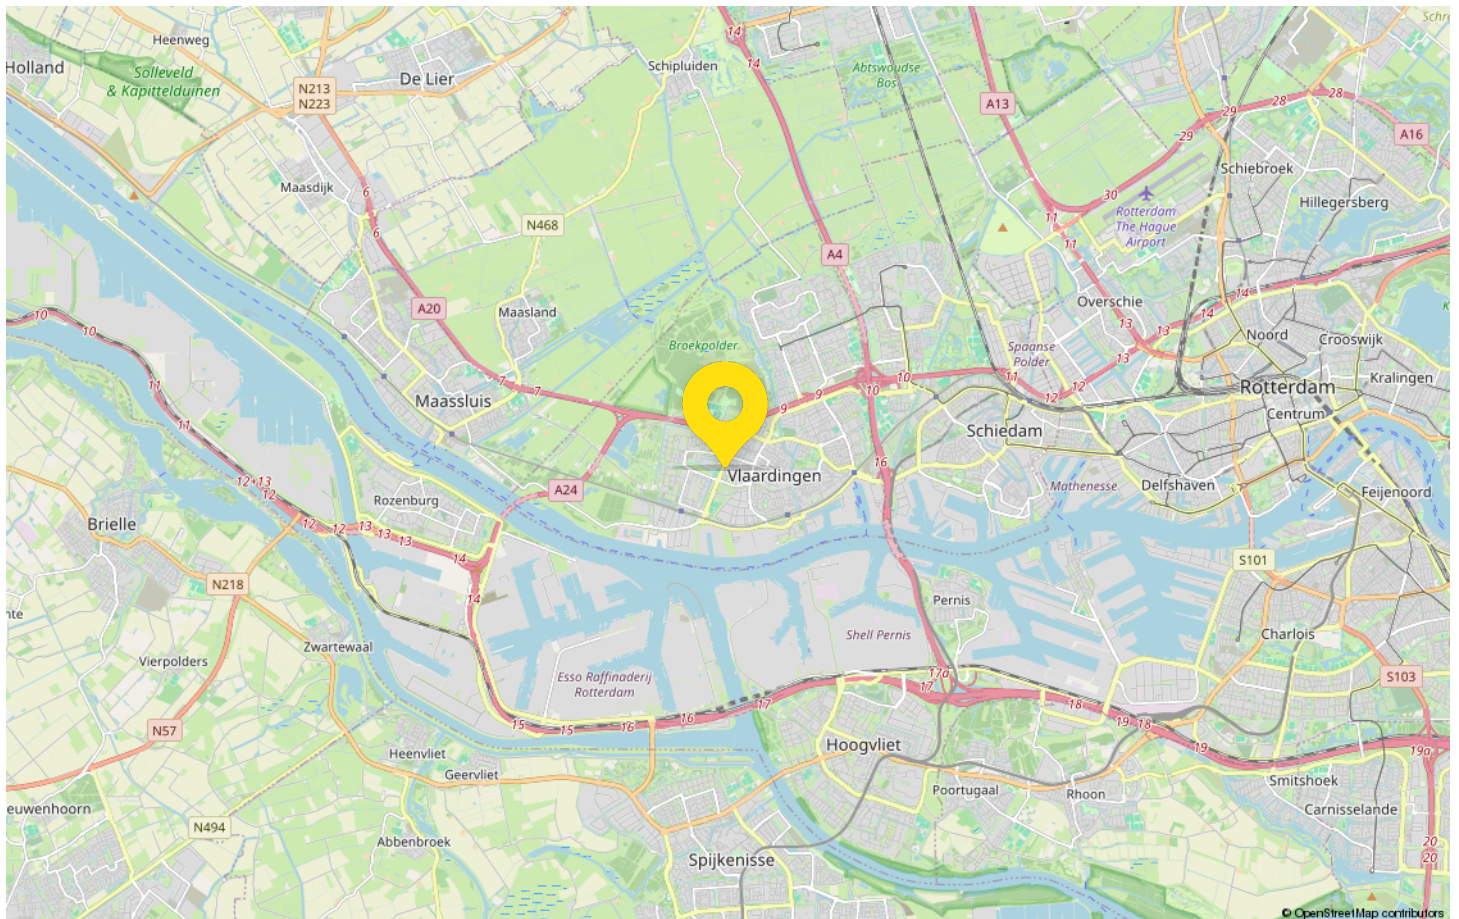 Heenweg
Holland
Solleveld
& Kapittelduinen
De Lier
N213
N223
Schipluiden
14
14
Abtswoudse
Bos
A13
28
28
29
29
A16
Schiebroek
Maasdijk
6
6
N468
30
Rotterdam
The Hague
Airport
11
11
Hillegersberg
A4
A20
Maasland
Overschie
14
14
13
13
13
Noord
Crooswijk
10
10
Broekpolder
Spaanse
Polder
7
7
9
9
10
10
11
12
12
Kralingen
Rotterdam
Centrum
11
11
Maassluis
Schiedam
16
Vlaardingen
Mathenesse
Delfshaven
Feijenoord
12+13
12
12
12
13
13
A24
Rozenburg
Brielle
14
14
N218
S101
Pernis
Shell Pernis
Charlois
Zwartewaal
Vierpolders
Esso Raffinaderij
Rotterdam
17a
17
17
S103
15
15
16
16
18
19
18
19
19a
N57
Heenvliet
Geervliet
Hoogvliet
Poortugaal
Rhoon
Smitshoek
Carnisselande
euwenhoorn
N494
Abbenbroek
Spijkenisse
20
20
© OpenStreetMap contributors